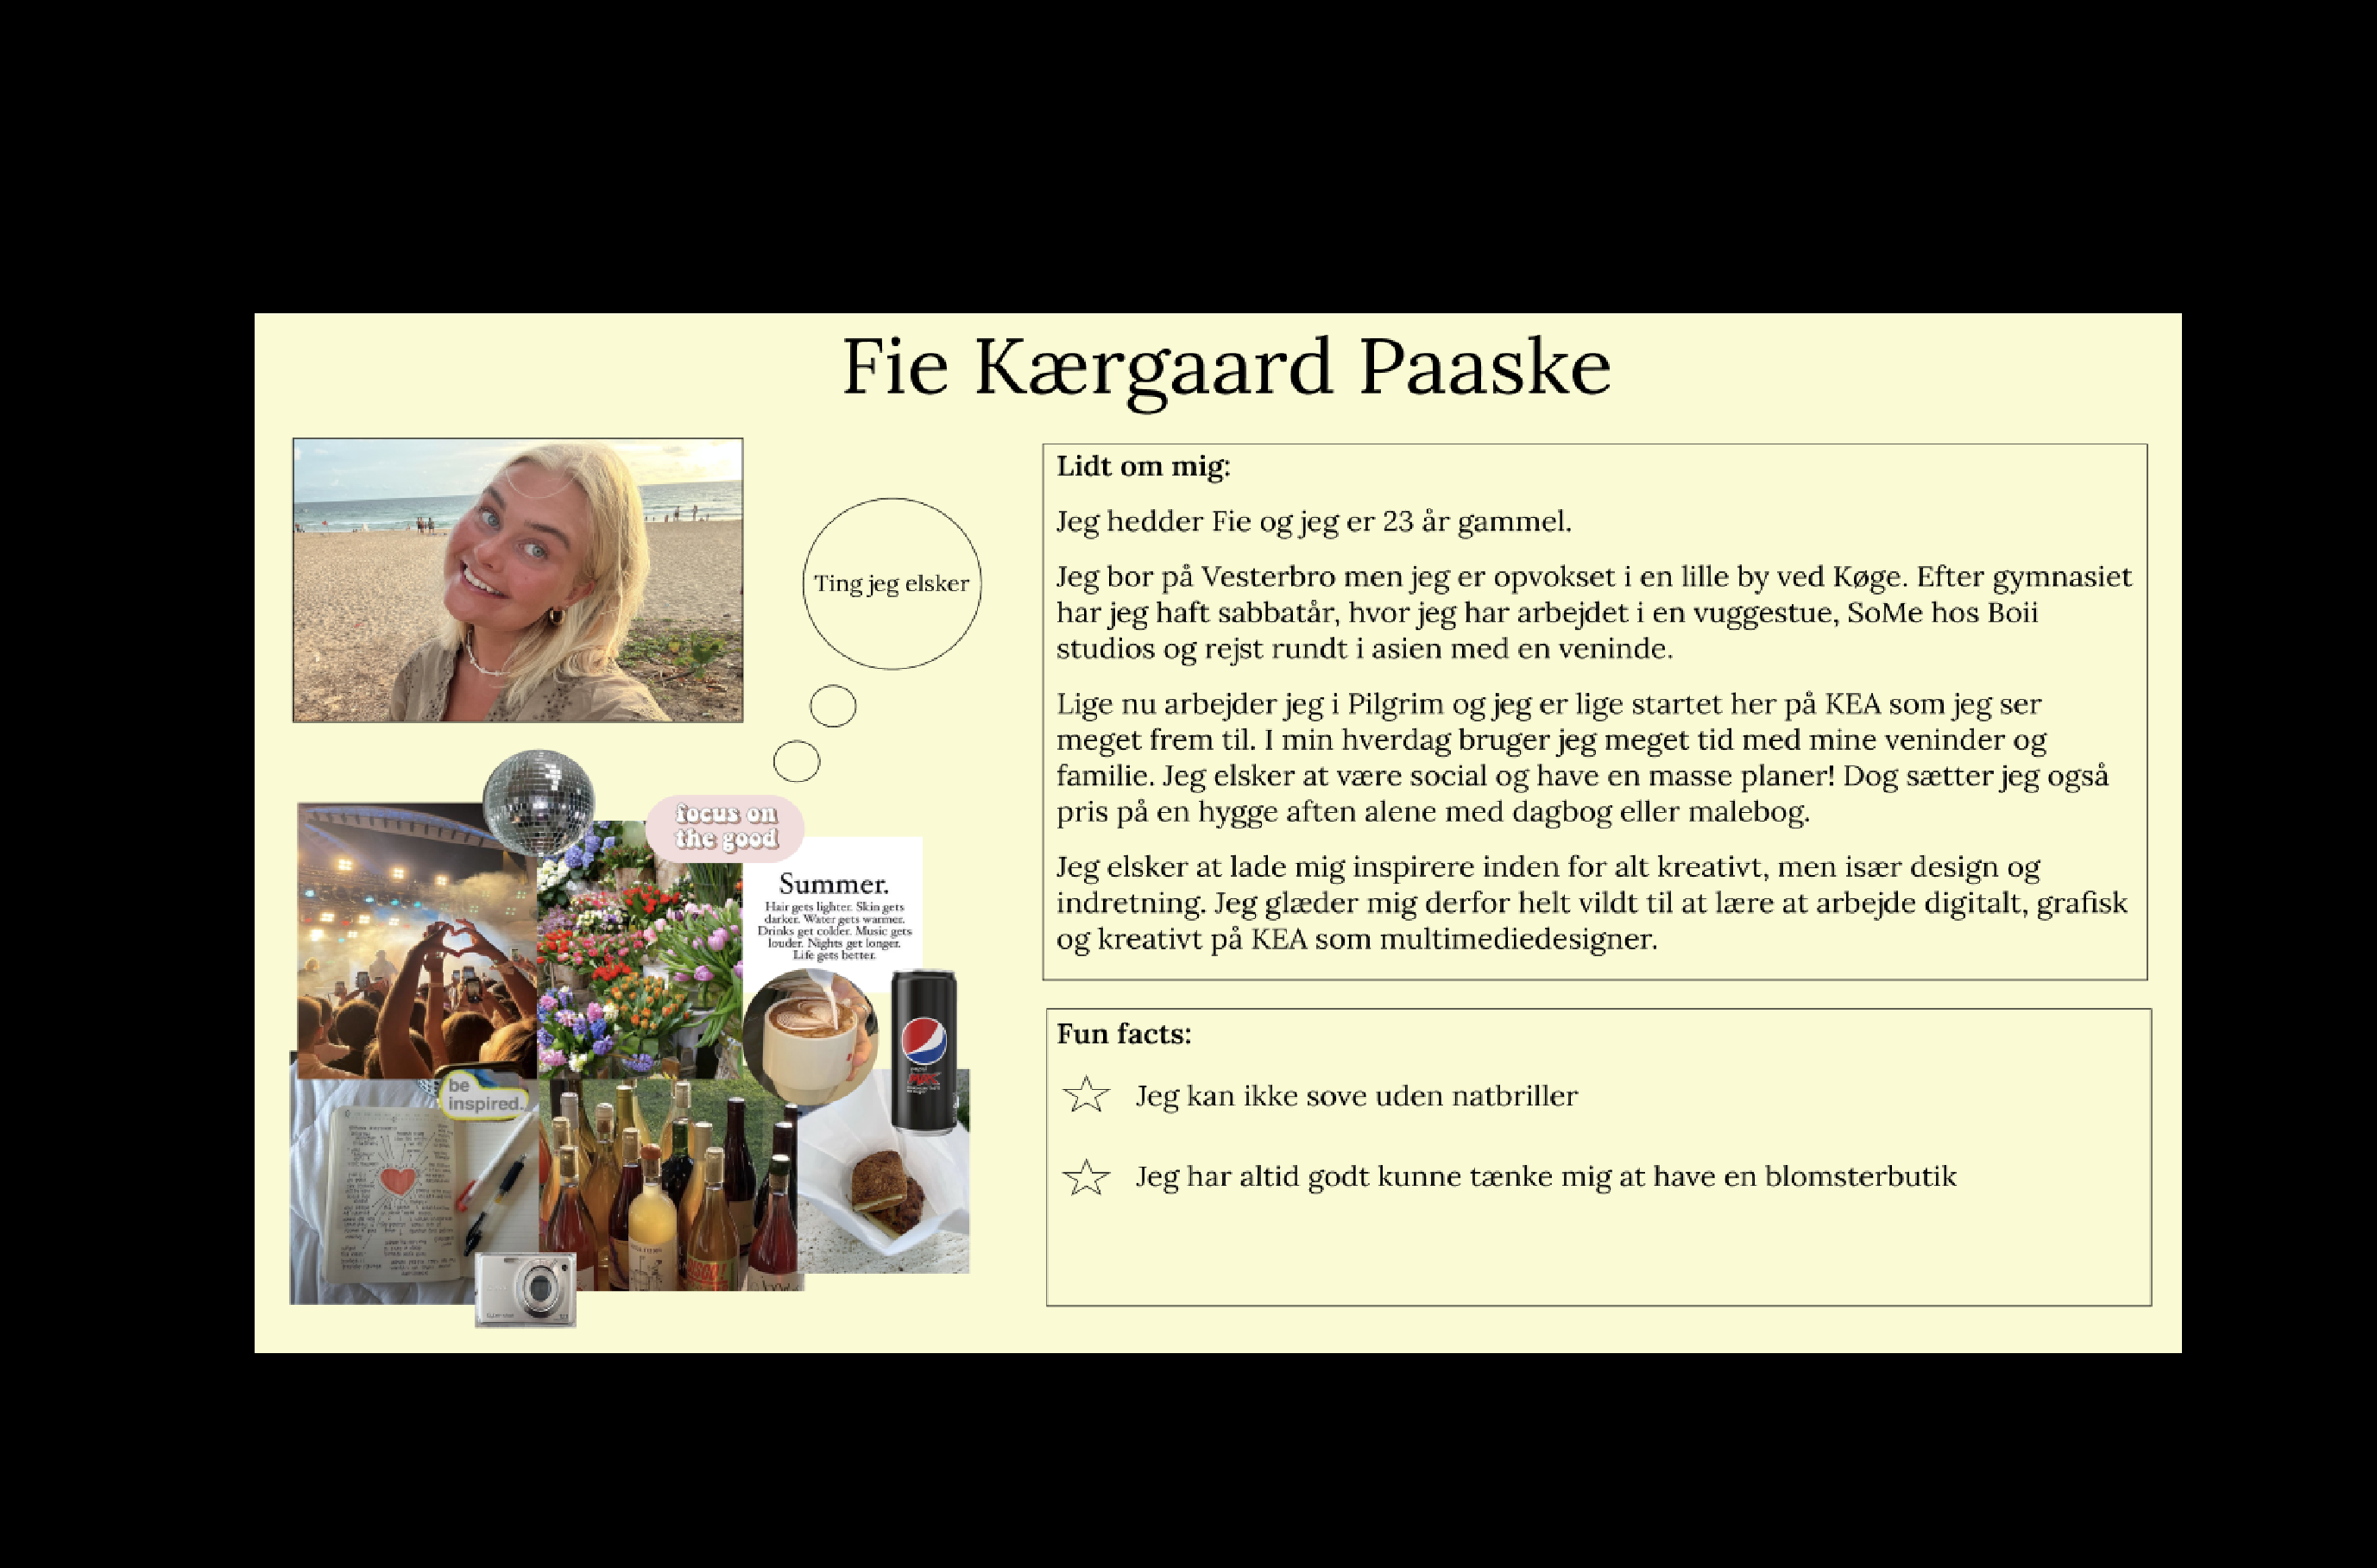 Fie Kærgaard Paaske
Ting jeg elsker
focus on
the good
Summer.
Hair gets lighter. Skin gets
darker. Water gets warmer.
Drinks get colder. Music gets
louder. Nights get longer.
Life gets better.
pepsi
MAX
be
inspired.
Lidt om mig:
Jeg hedder Fie og jeg er 23 år gammel.
Jeg bor på Vesterbro men jeg er opvokset i en lille by ved Køge. Efter gymnasiet
har jeg haft sabbatår, hvor jeg har arbejdet i en vuggestue, SoMe hos Boii
studios og rejst rundt i asien med en veninde.
Lige nu arbejder jeg i Pilgrim og jeg er lige startet her på KEA som jeg ser
meget frem til. I min hverdag bruger jeg meget tid med mine veninder og
familie. Jeg elsker at være social og have en masse planer! Dog sætter jeg også
pris på en hygge aften alene med dagbog eller malebog.
Jeg elsker at lade mig inspirere inden for alt kreativt, men især design og
indretning. Jeg glæder mig derfor helt vildt til at lære at arbejde digitalt, grafisk
og kreativt på KEA som multimediedesigner.
Fun facts:
Jeg kan ikke sove uden natbriller
Jeg har altid godt kunne tænke mig at have en blomsterbutik